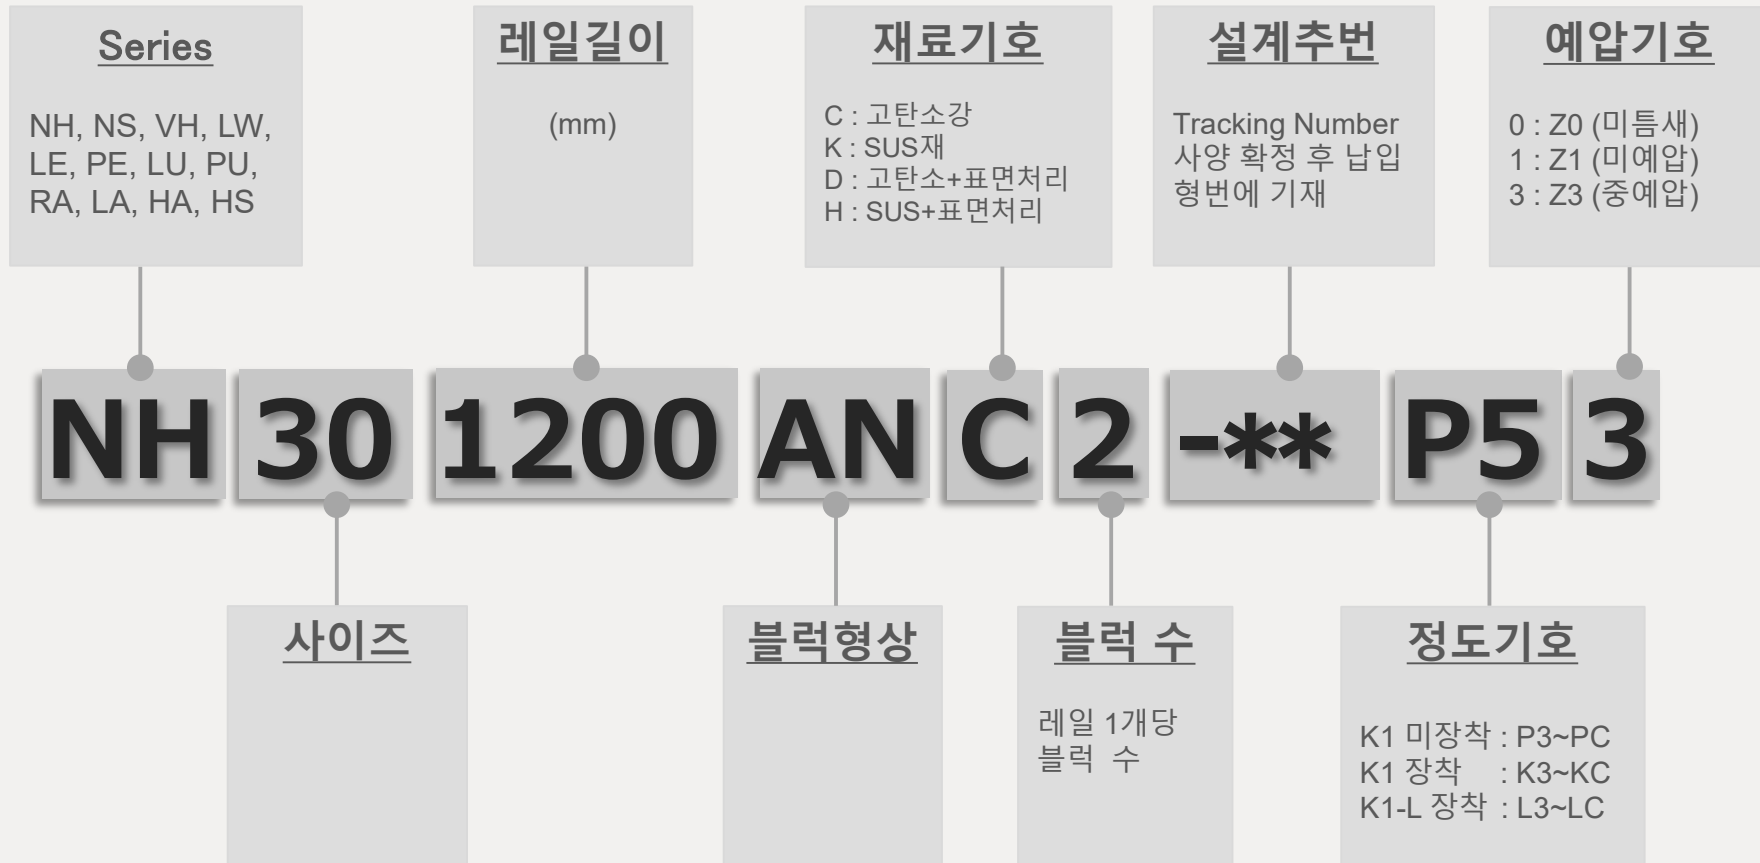 Series
NH, NS, VH, LW,
LE, PE, LU, PU,
RA, LA, HA, HS
레일길이
(mm)
재료기호
C : 고탄소강
K : SUS재
D : 고탄소+표면처리
H : SUS+표면처리
설계추번
Tracking Number
사양 확정 후 납입
형번에 기재
예압기호
0 : Z0 (미틈새)
1 : Z1 (미예압)
3 : Z3 (중예압)
NH 30 1200 AN C 2 -** P5 3
사이즈
블럭형상
블럭 수
레일 1개당
블럭 수
정도기호
K1 미장착 : P3~PC
K1 장착 : K3~KC
K1-L 장착 : L3~LC